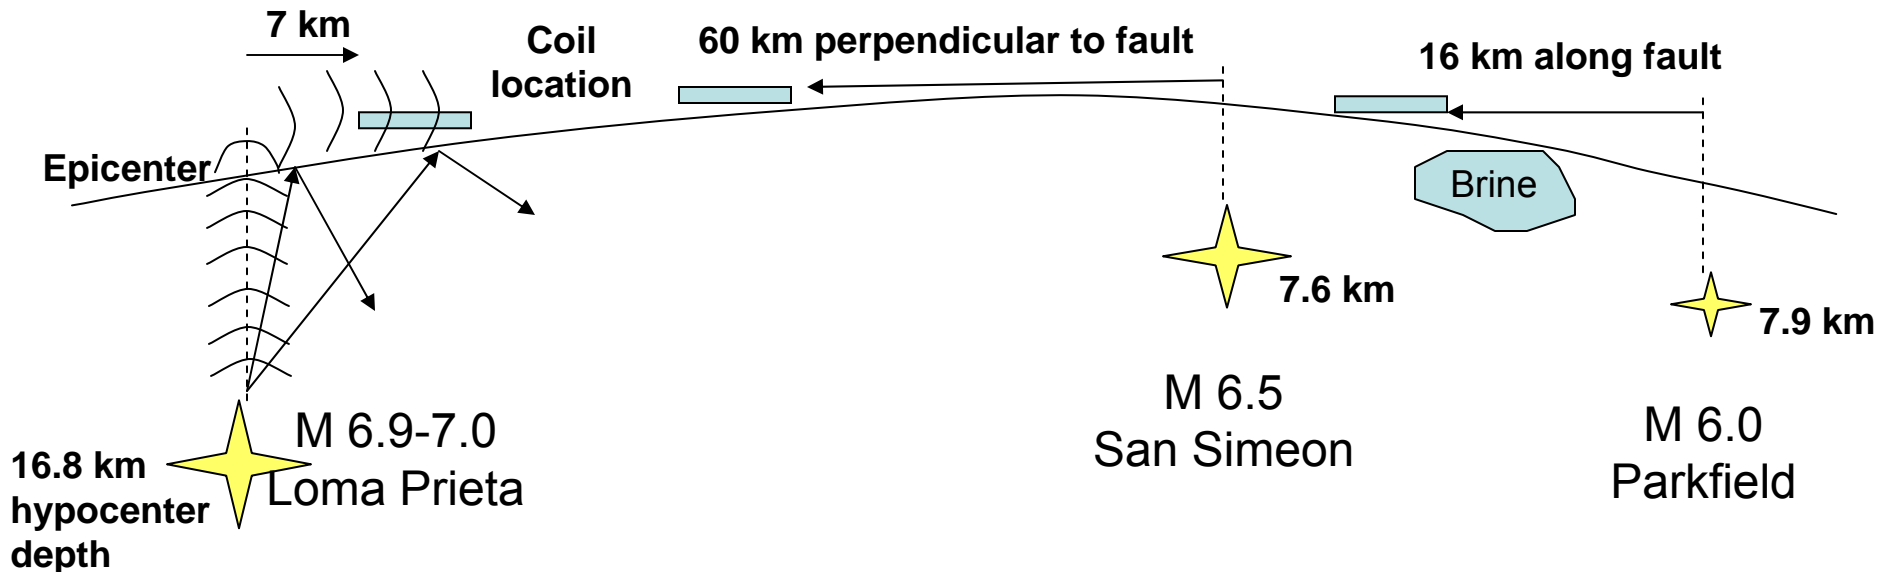 7 km
Coil
location
60 km perpendicular to fault
16 km along fault
Epicenter
Brine
7.6 km
7.9 km
M 6.9-7.0
Loma Prieta
16.8 km
hypocenter
depth
M 6.5
San Simeon
M 6.0
Parkfield